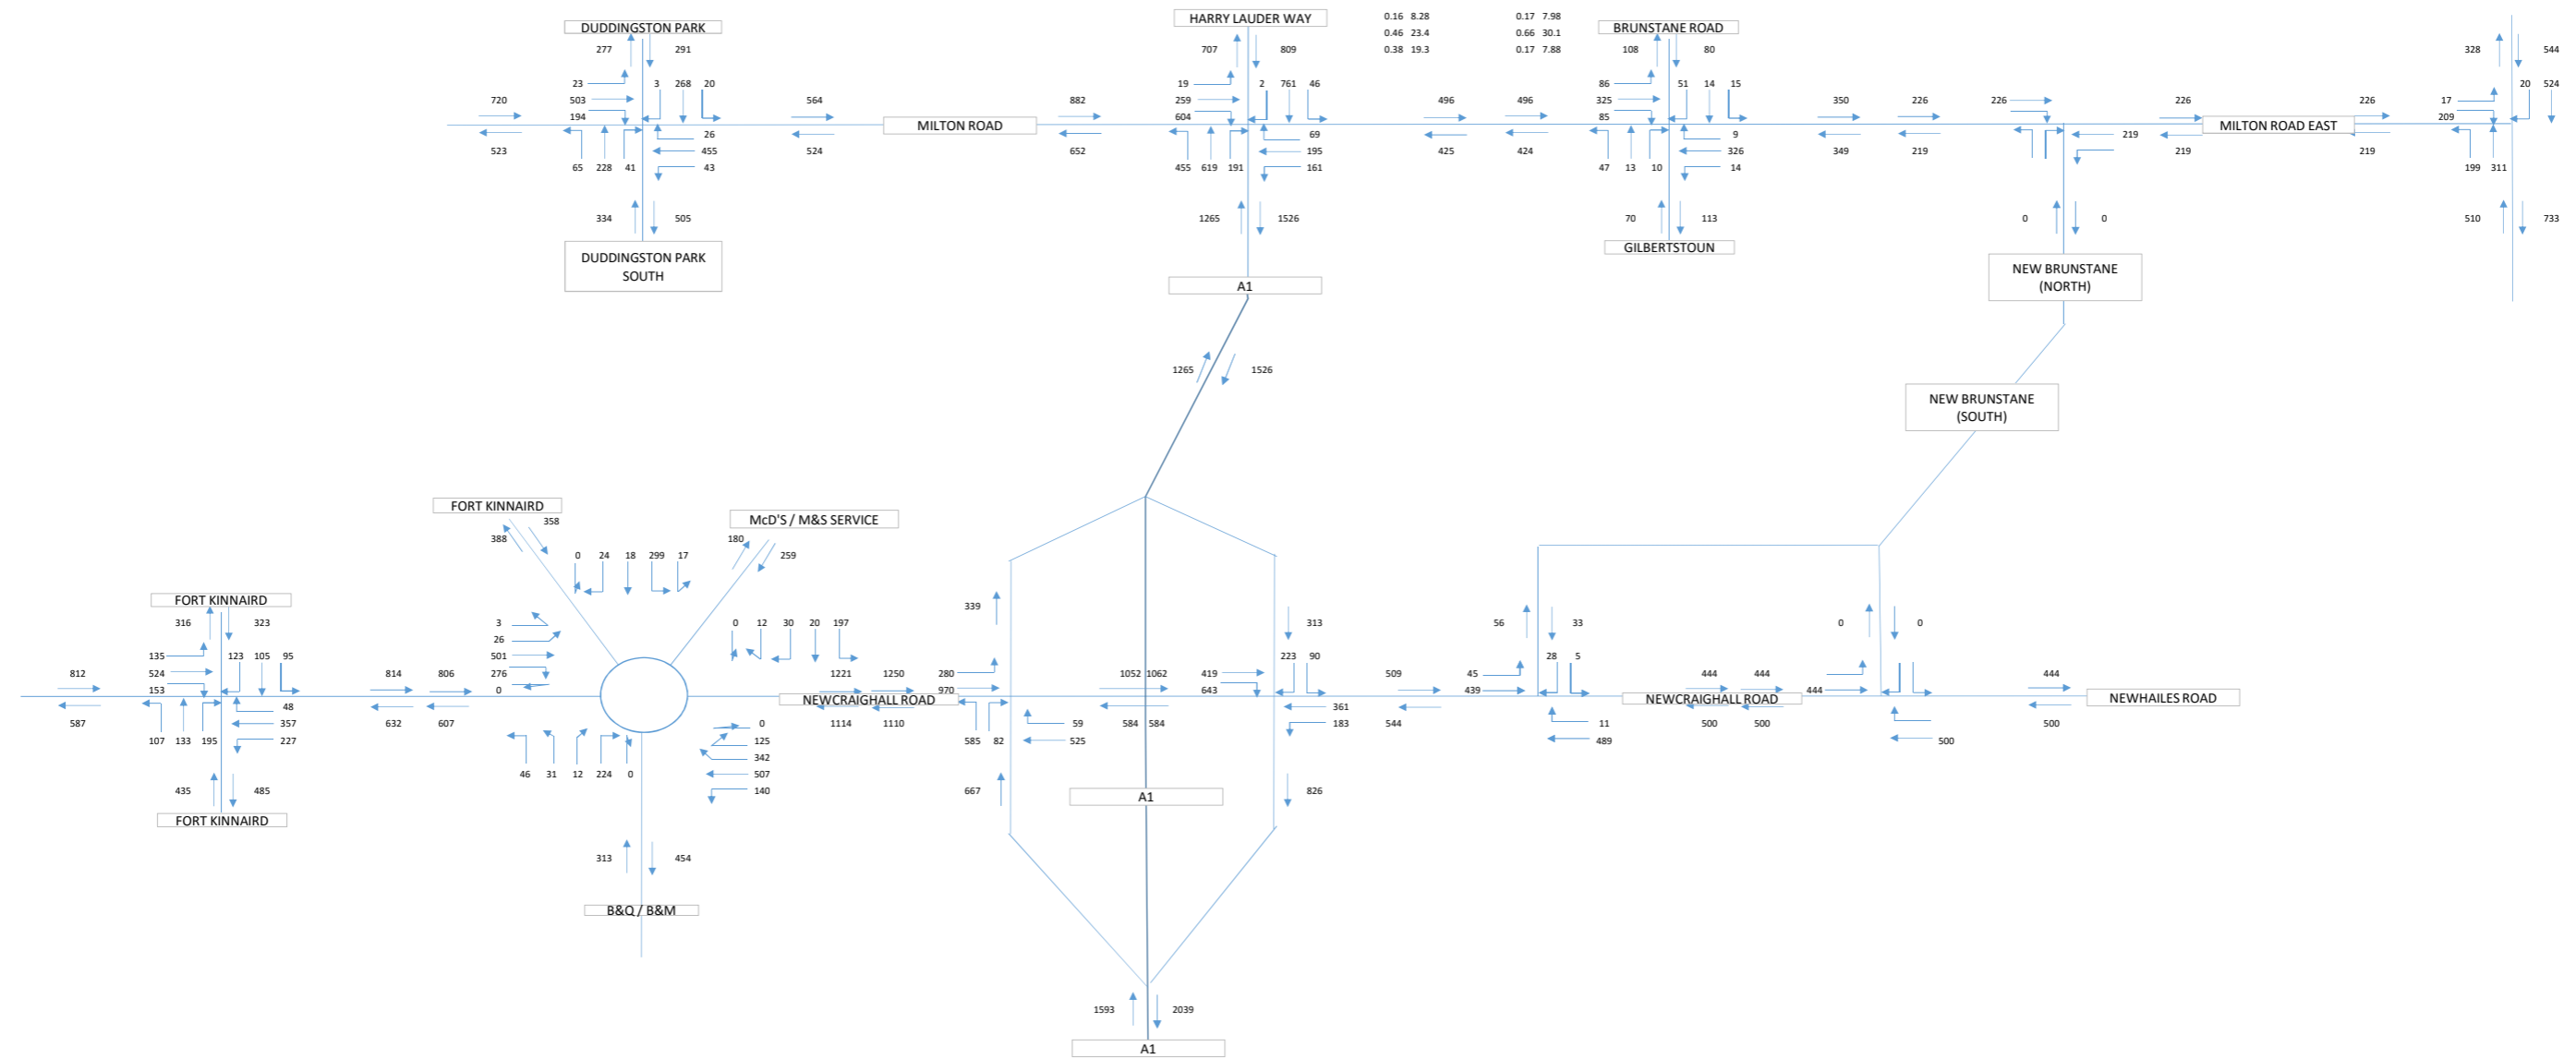 HARRY LAUDER WAY 0.16 8.28 0.17 7.98
DUDDINGSTON PARK 0.46 23.4 0.66 30.1 BRUNSTANE ROAD
277 291 707 809 0.38 19.3 0.17 7.88 108 80 328 544
23 3 268 20 19 2 761 46 86 51 14 15 20 524
720 503 564 882 259 496 496 325 350 226 226 226 226 17
194 604 85 209
MILTON ROAD MILTON ROAD EAST
26 69 9 219
523 455 524 652 195 425 424 326 349 219 219 219
65 228 41 43 455 619 191 161 47 13 10 14 199 311
334 505 1265 1526 70 113 0 0 510 733
GILBERTSTOUN
DUDDINGSTON PARK
SOUTH
NEW BRUNSTANE
(NORTH)
A1
1265 1526
NEW BRUNSTANE
(SOUTH)
FORT KINNAIRD
358 McD'S / M&S SERVICE
388 180
0 24 18 299 17 259
FORT KINNAIRD
339
316 323 3 0 12 30 20 197 313 56 33 0 0
26
135 123 105 95 501 223 90 28 5
812 524 814 806 276 1221 1250 280 1052 1062 419 509 45 444 444 444
153 0 970 643 439 444
NEWCRAIGHALL ROAD NEWCRAIGHALL ROAD NEWHAILES ROAD
48 361
587 357 632 607 0 1114 1110 59 584 584 183 544 11 500 500 500
107 133 195 227 125 585 82 525 489 500
342
46 31 12 224 0 507
435 485 140 667 826
A1
FORT KINNAIRD
313 454
B&Q / B&M
1593 2039
A1